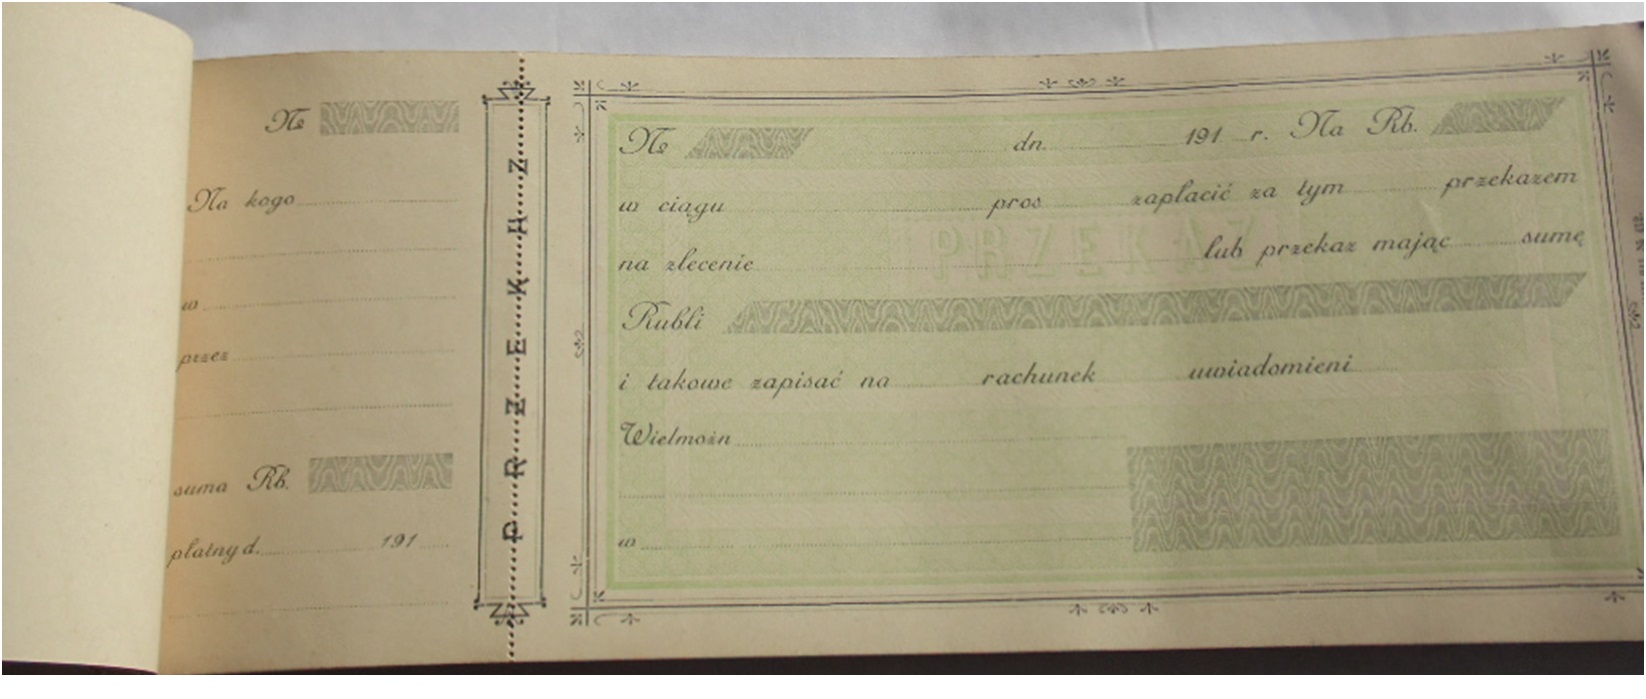 №
Na kogo
w
przez
suma Rb.
płatny d. 191
PRZEKAZ
№ dn. 191 r. Na Rb.
w ciągu pros zapłacić za tym przekazem
na zlecenie lub przekaz mając sumę
PRZEKAZ
Rubli
i takowe zapisać na rachunek uwiadomieni
Wielmożn
w